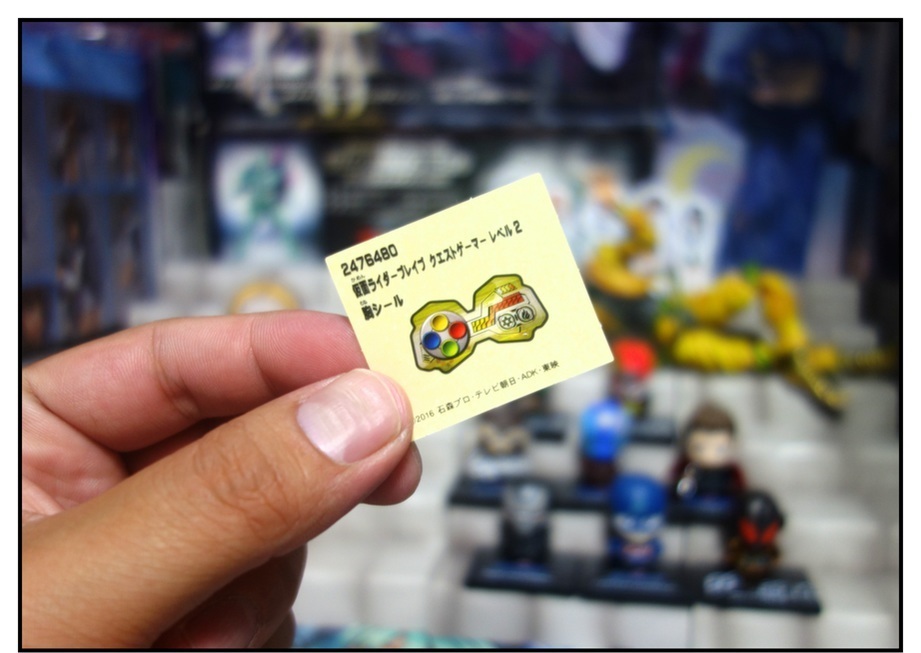 2476480
仮面ライダーブレイブ クエストゲーマー レベル2
胸シール
©2016 石森プロ・テレビ朝日・ADK・東映